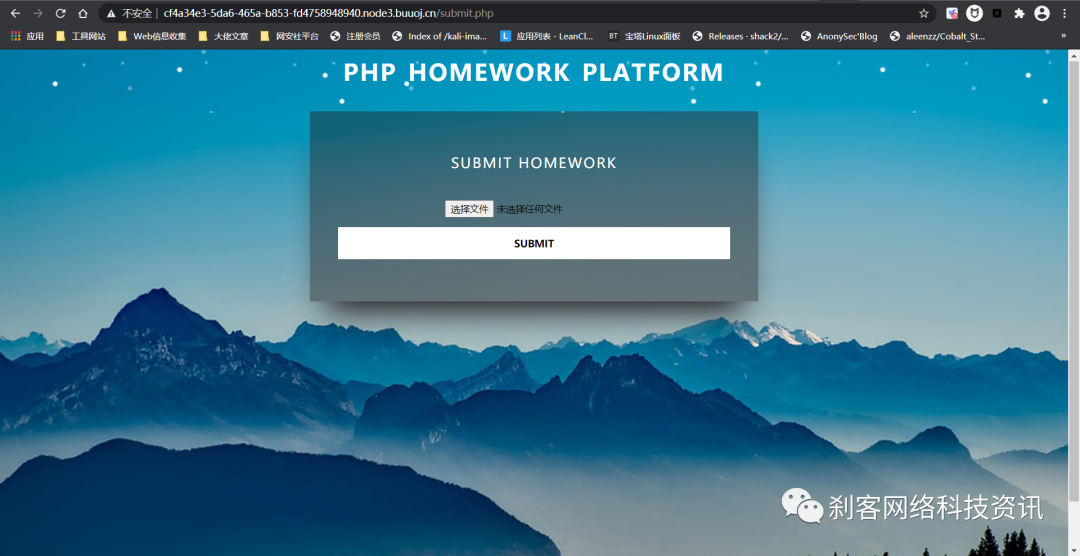 不安全 | cf4a34e3-5da6-465a-b853-fd4758948940.node3.buuoj.cn/submit.php
应用 工具网站 Web信息收集 大佬文章 网安社平台 注册会员 Index of /kali-ima... L 应用列表 - LeanCl... BT 宝塔Linux面板 Releases - shack2/... AnonySec'Blog aleenzz/Cobalt_St... »
PHP HOMEWORK PLATFORM
SUBMIT HOMEWORK
选择文件 未选择任何文件
SUBMIT
刹客网络科技资讯